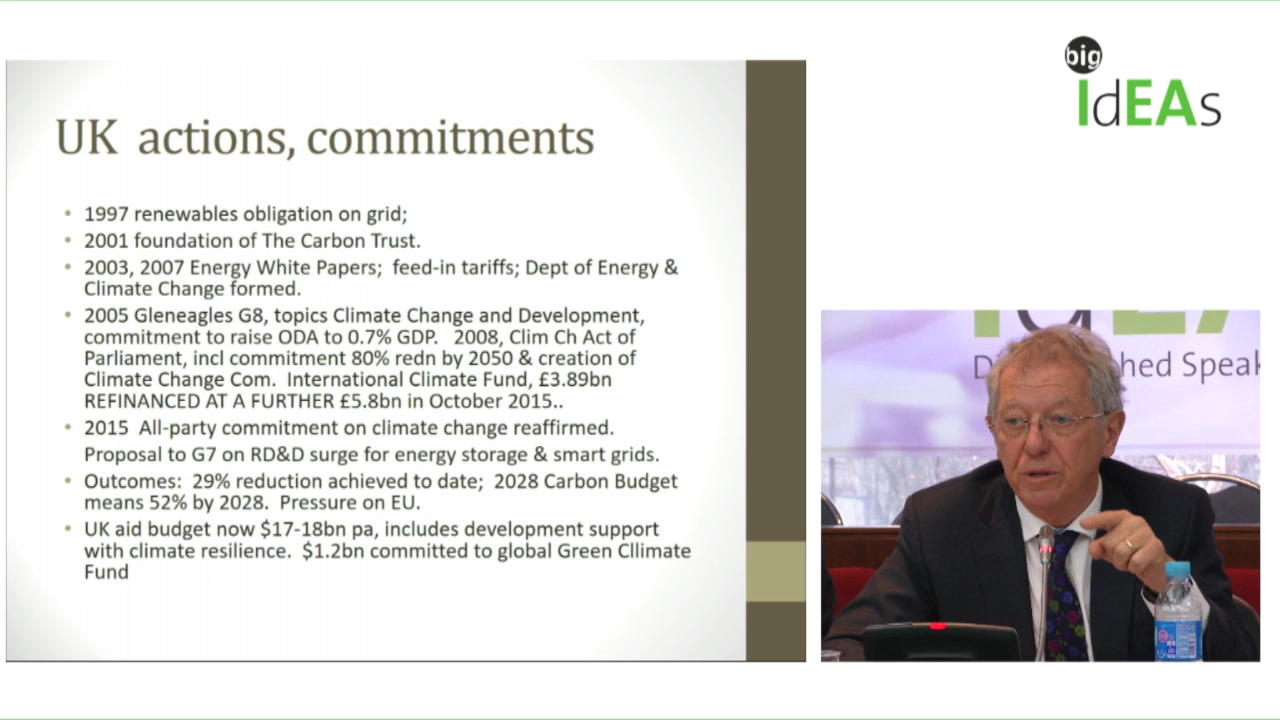 big
IdEAs
UK actions, commitments
• 1997 renewables obligation on grid;
• 2001 foundation of The Carbon Trust.
• 2003, 2007 Energy White Papers; feed-in tariffs; Dept of Energy &
Climate Change formed.
• 2005 Gleneagles G8, topics Climate Change and Development,
commitment to raise ODA to 0.7% GDP. 2008, Clim Ch Act of
Parliament, incl commitment 80% redn by 2050 & creation of
Climate Change Com. International Climate Fund, £3.89bn
REFINANCED AT A FURTHER £5.8bn in October 2015..
• 2015 All-party commitment on climate change reaffirmed.
Proposal to G7 on RD&D surge for energy storage & smart grids.
• Outcomes: 29% reduction achieved to date; 2028 Carbon Budget
means 52% by 2028. Pressure on EU.
• UK aid budget now $17-18bn pa, includes development support
with climate resilience. $1.2bn committed to global Green Cllimate
Fund
hed Speak